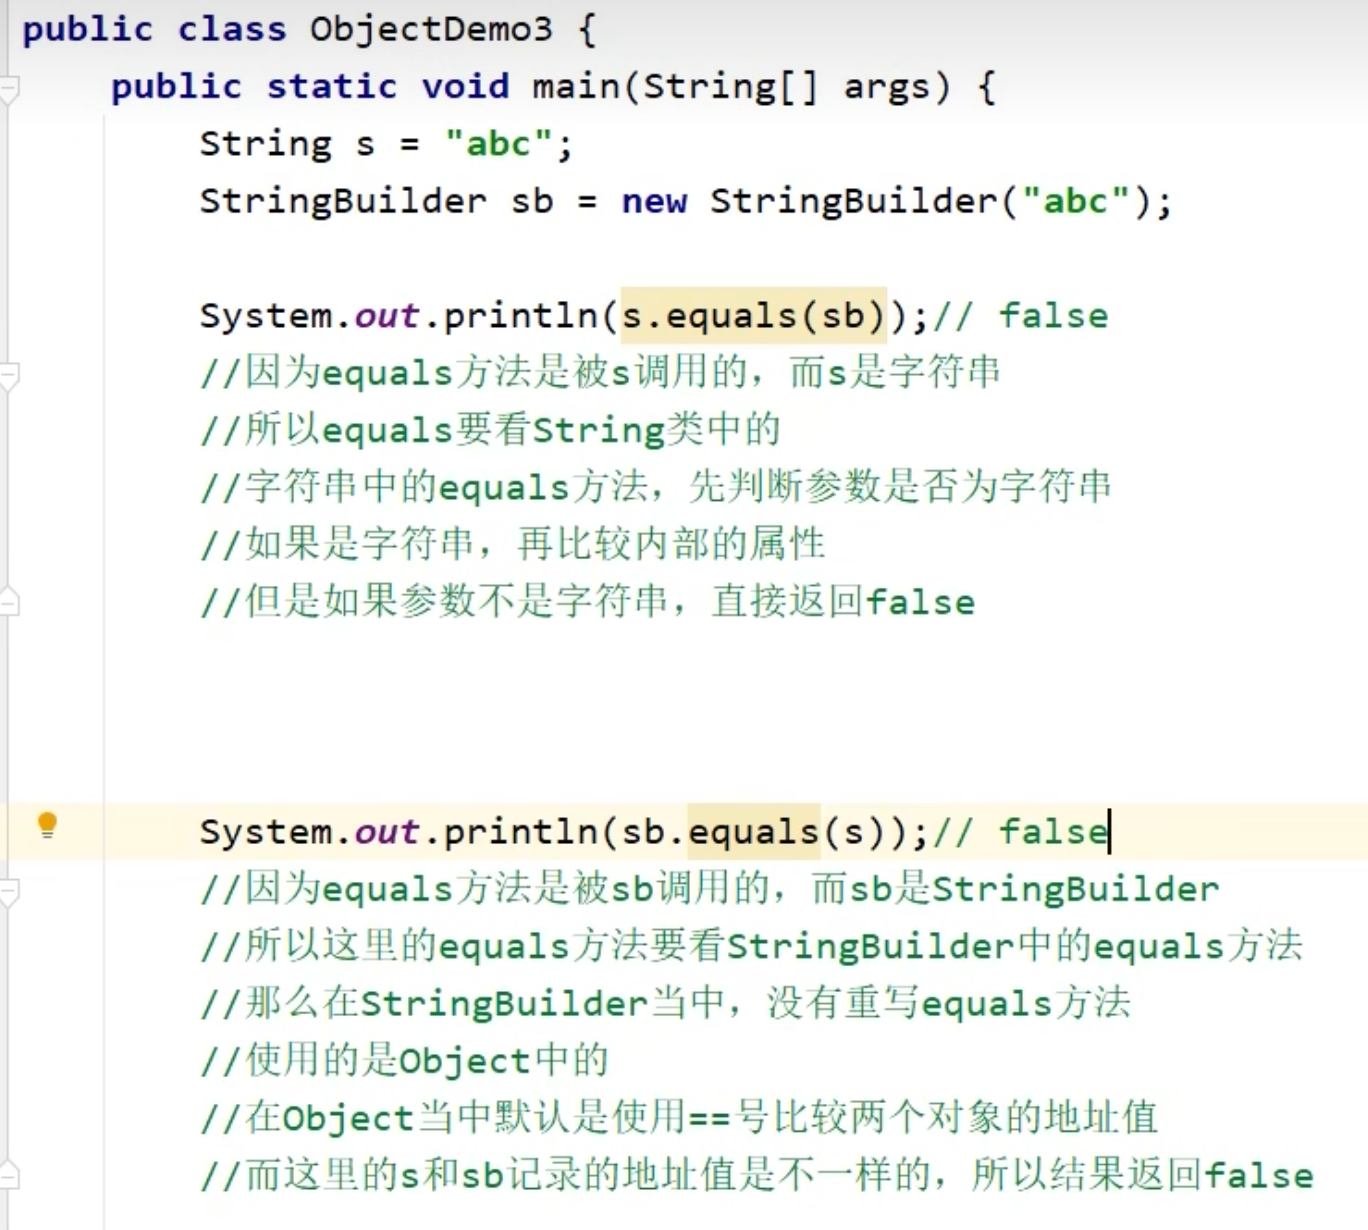 public class ObjectDemo3 {
public static void main(String[] args) {
String s = "abc";
StringBuilder sb = new StringBuilder("abc");
System.out.println(s.equals(sb));// false
//因为equals方法是被s调用的，而s是字符串
//所以equals要看String类中的
//字符串中的equals方法，先判断参数是否为字符串
//如果是字符串，再比较内部的属性
//但是如果参数不是字符串，直接返回false
System.out.println(sb.equals(s));// false
//因为equals方法是被sb调用的，而sb是StringBuilder
//所以这里的equals方法要看StringBuilder中的equals方法
//那么在StringBuilder当中，没有重写equals方法
//使用的是Object中的
//在Object当中默认是使用==号比较两个对象的地址值
//而这里的s和sb记录的地址值是不一样的，所以结果返回false